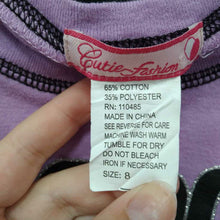 Cutie Fashion
65% COTTON
35% POLYESTER
RN: 110485
MADE IN CHINA
SEE REVERSE FOR CARE
MACHINE WASH WARM
TUMBLE FOR DRY
DO NOT BLEACH
IRON IF NECESSARY
SIZE: 8